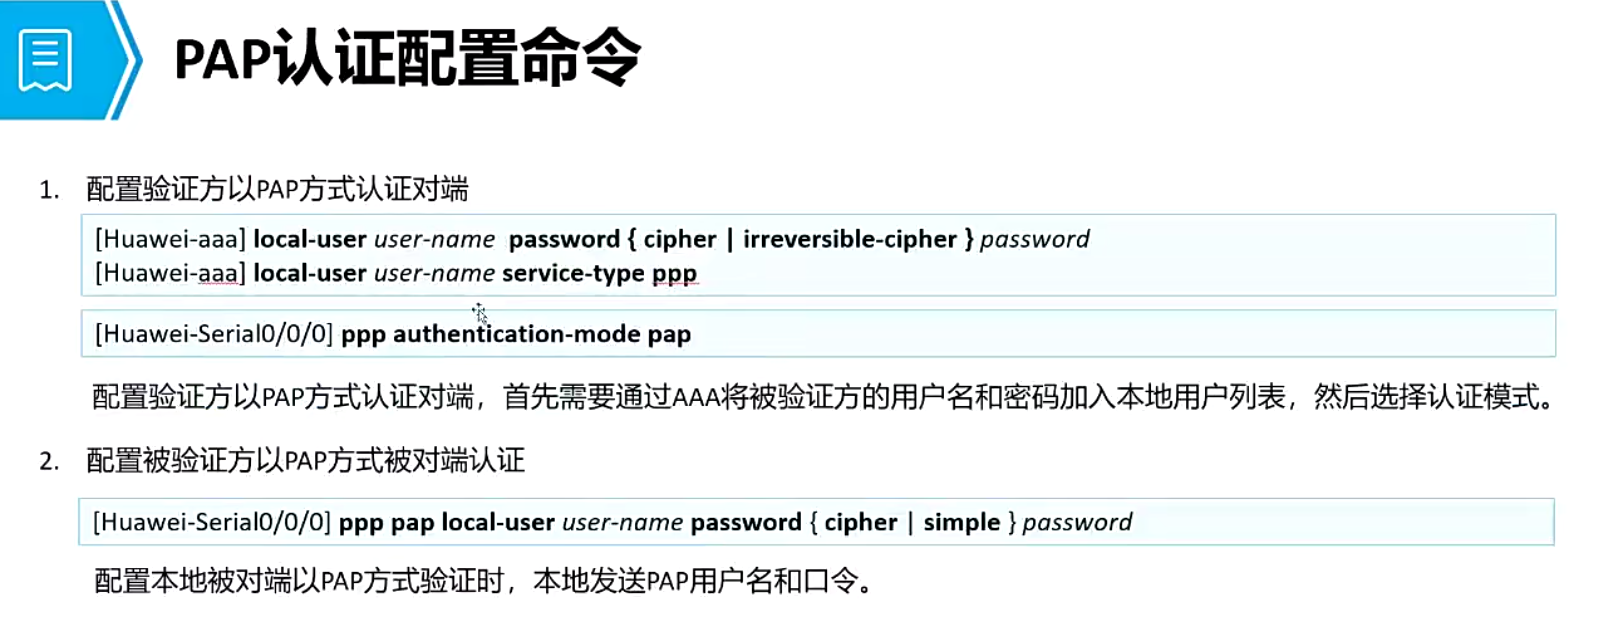 PAP认证配置命令
1. 配置验证方以PAP方式认证对端
[Huawei-aaa] local-user user-name password { cipher | irreversible-cipher } password
[Huawei-aaa] local-user user-name service-type ppp
[Huawei-Serial0/0/0] ppp authentication-mode pap
配置验证方以PAP方式认证对端，首先需要通过AAA将被验证方的用户名和密码加入本地用户列表，然后选择认证模式。
2. 配置被验证方以PAP方式被对端认证
[Huawei-Serial0/0/0] ppp pap local-user user-name password { cipher | simple } password
配置本地被对端以PAP方式验证时，本地发送PAP用户名和口令。